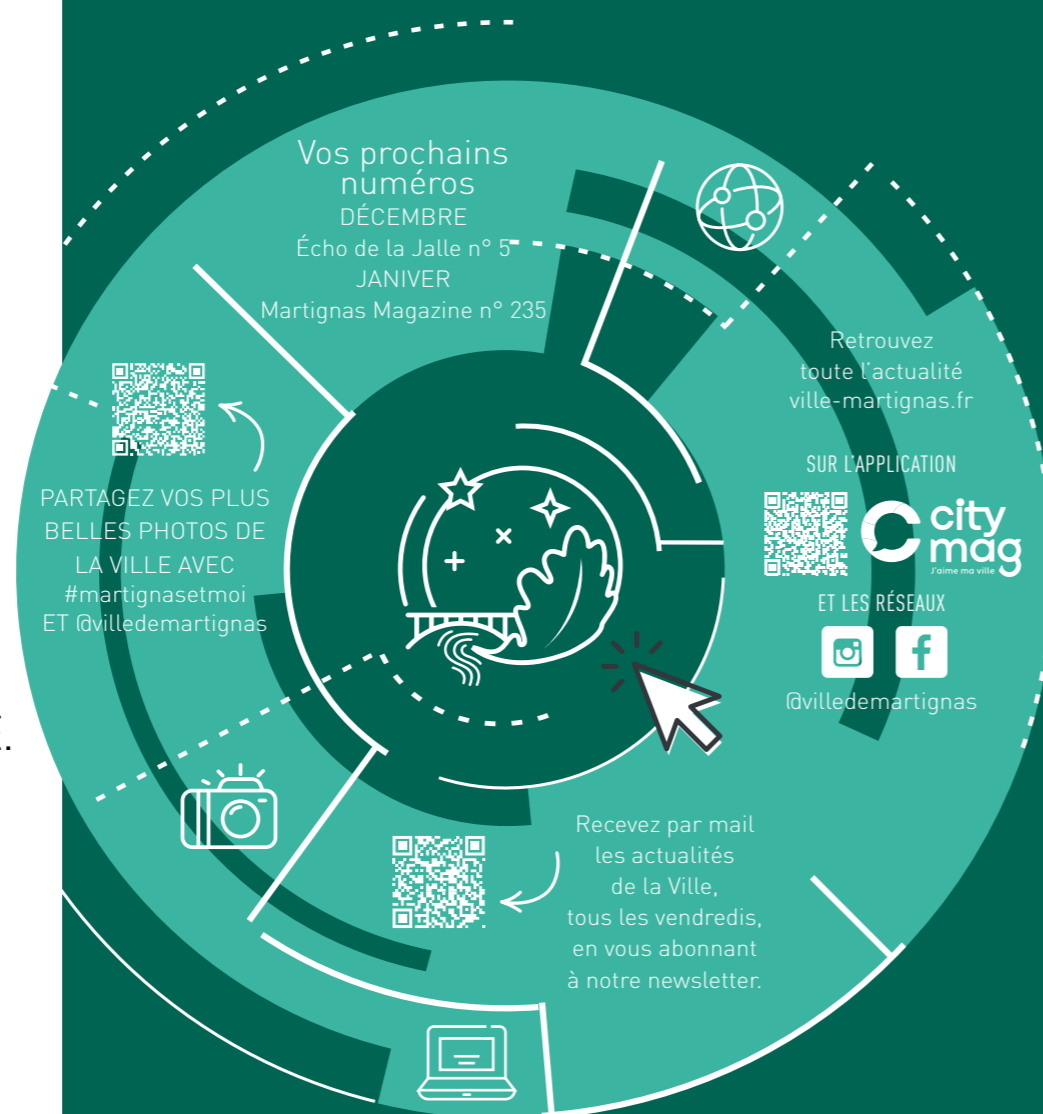 Vos prochains
numéros
DÉCEMBRE
Écho de la Jalle n° 5
JANIVER
Martignas Magazine n° 235
Retrouvez
toute l'actualité
ville-martignas.fr
SUR L'APPLICATION
city
mag
J'aime ma ville
ET LES RÉSEAUX
@villedemartignas
PARTAGEZ VOS PLUS
BELLES PHOTOS DE
LA VILLE AVEC
#martignasetmoi
ET @villedemartignas
Recevez par mail
les actualités
de la Ville,
tous les vendredis,
en vous abonnant
à notre newsletter.